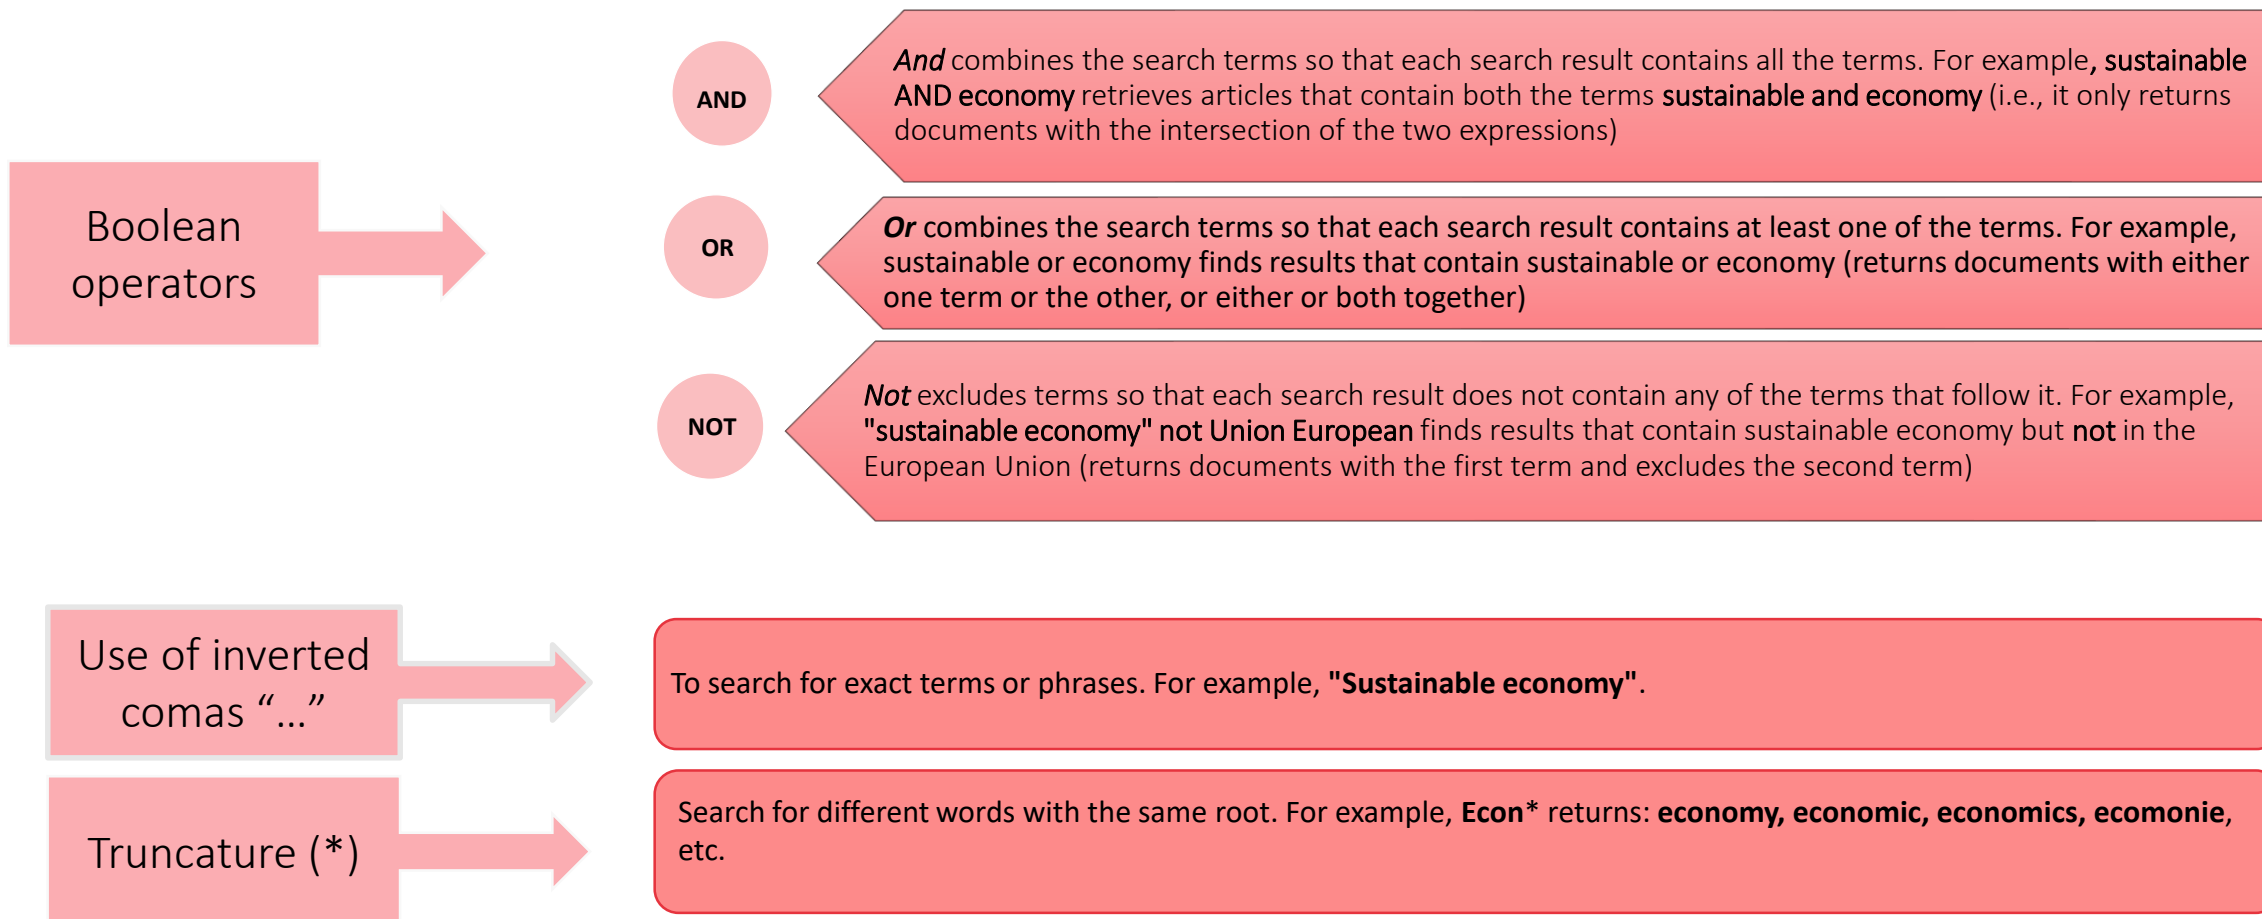 Boolean
operators
AND
And combines the search terms so that each search result contains all the terms. For example, sustainable
AND economy retrieves articles that contain both the terms sustainable and economy (i.e., it only returns
documents with the intersection of the two expressions)
OR
Or combines the search terms so that each search result contains at least one of the terms. For example,
sustainable or economy finds results that contain sustainable or economy (returns documents with either
one term or the other, or either or both together)
NOT
Not excludes terms so that each search result does not contain any of the terms that follow it. For example,
"sustainable economy" not Union European finds results that contain sustainable economy but not in the
European Union (returns documents with the first term and excludes the second term)
Use of inverted
comas “…”
To search for exact terms or phrases. For example, "Sustainable economy".
Truncature (*)
Search for different words with the same root. For example, Econ* returns: economy, economic, economics, ecomonie,
etc.